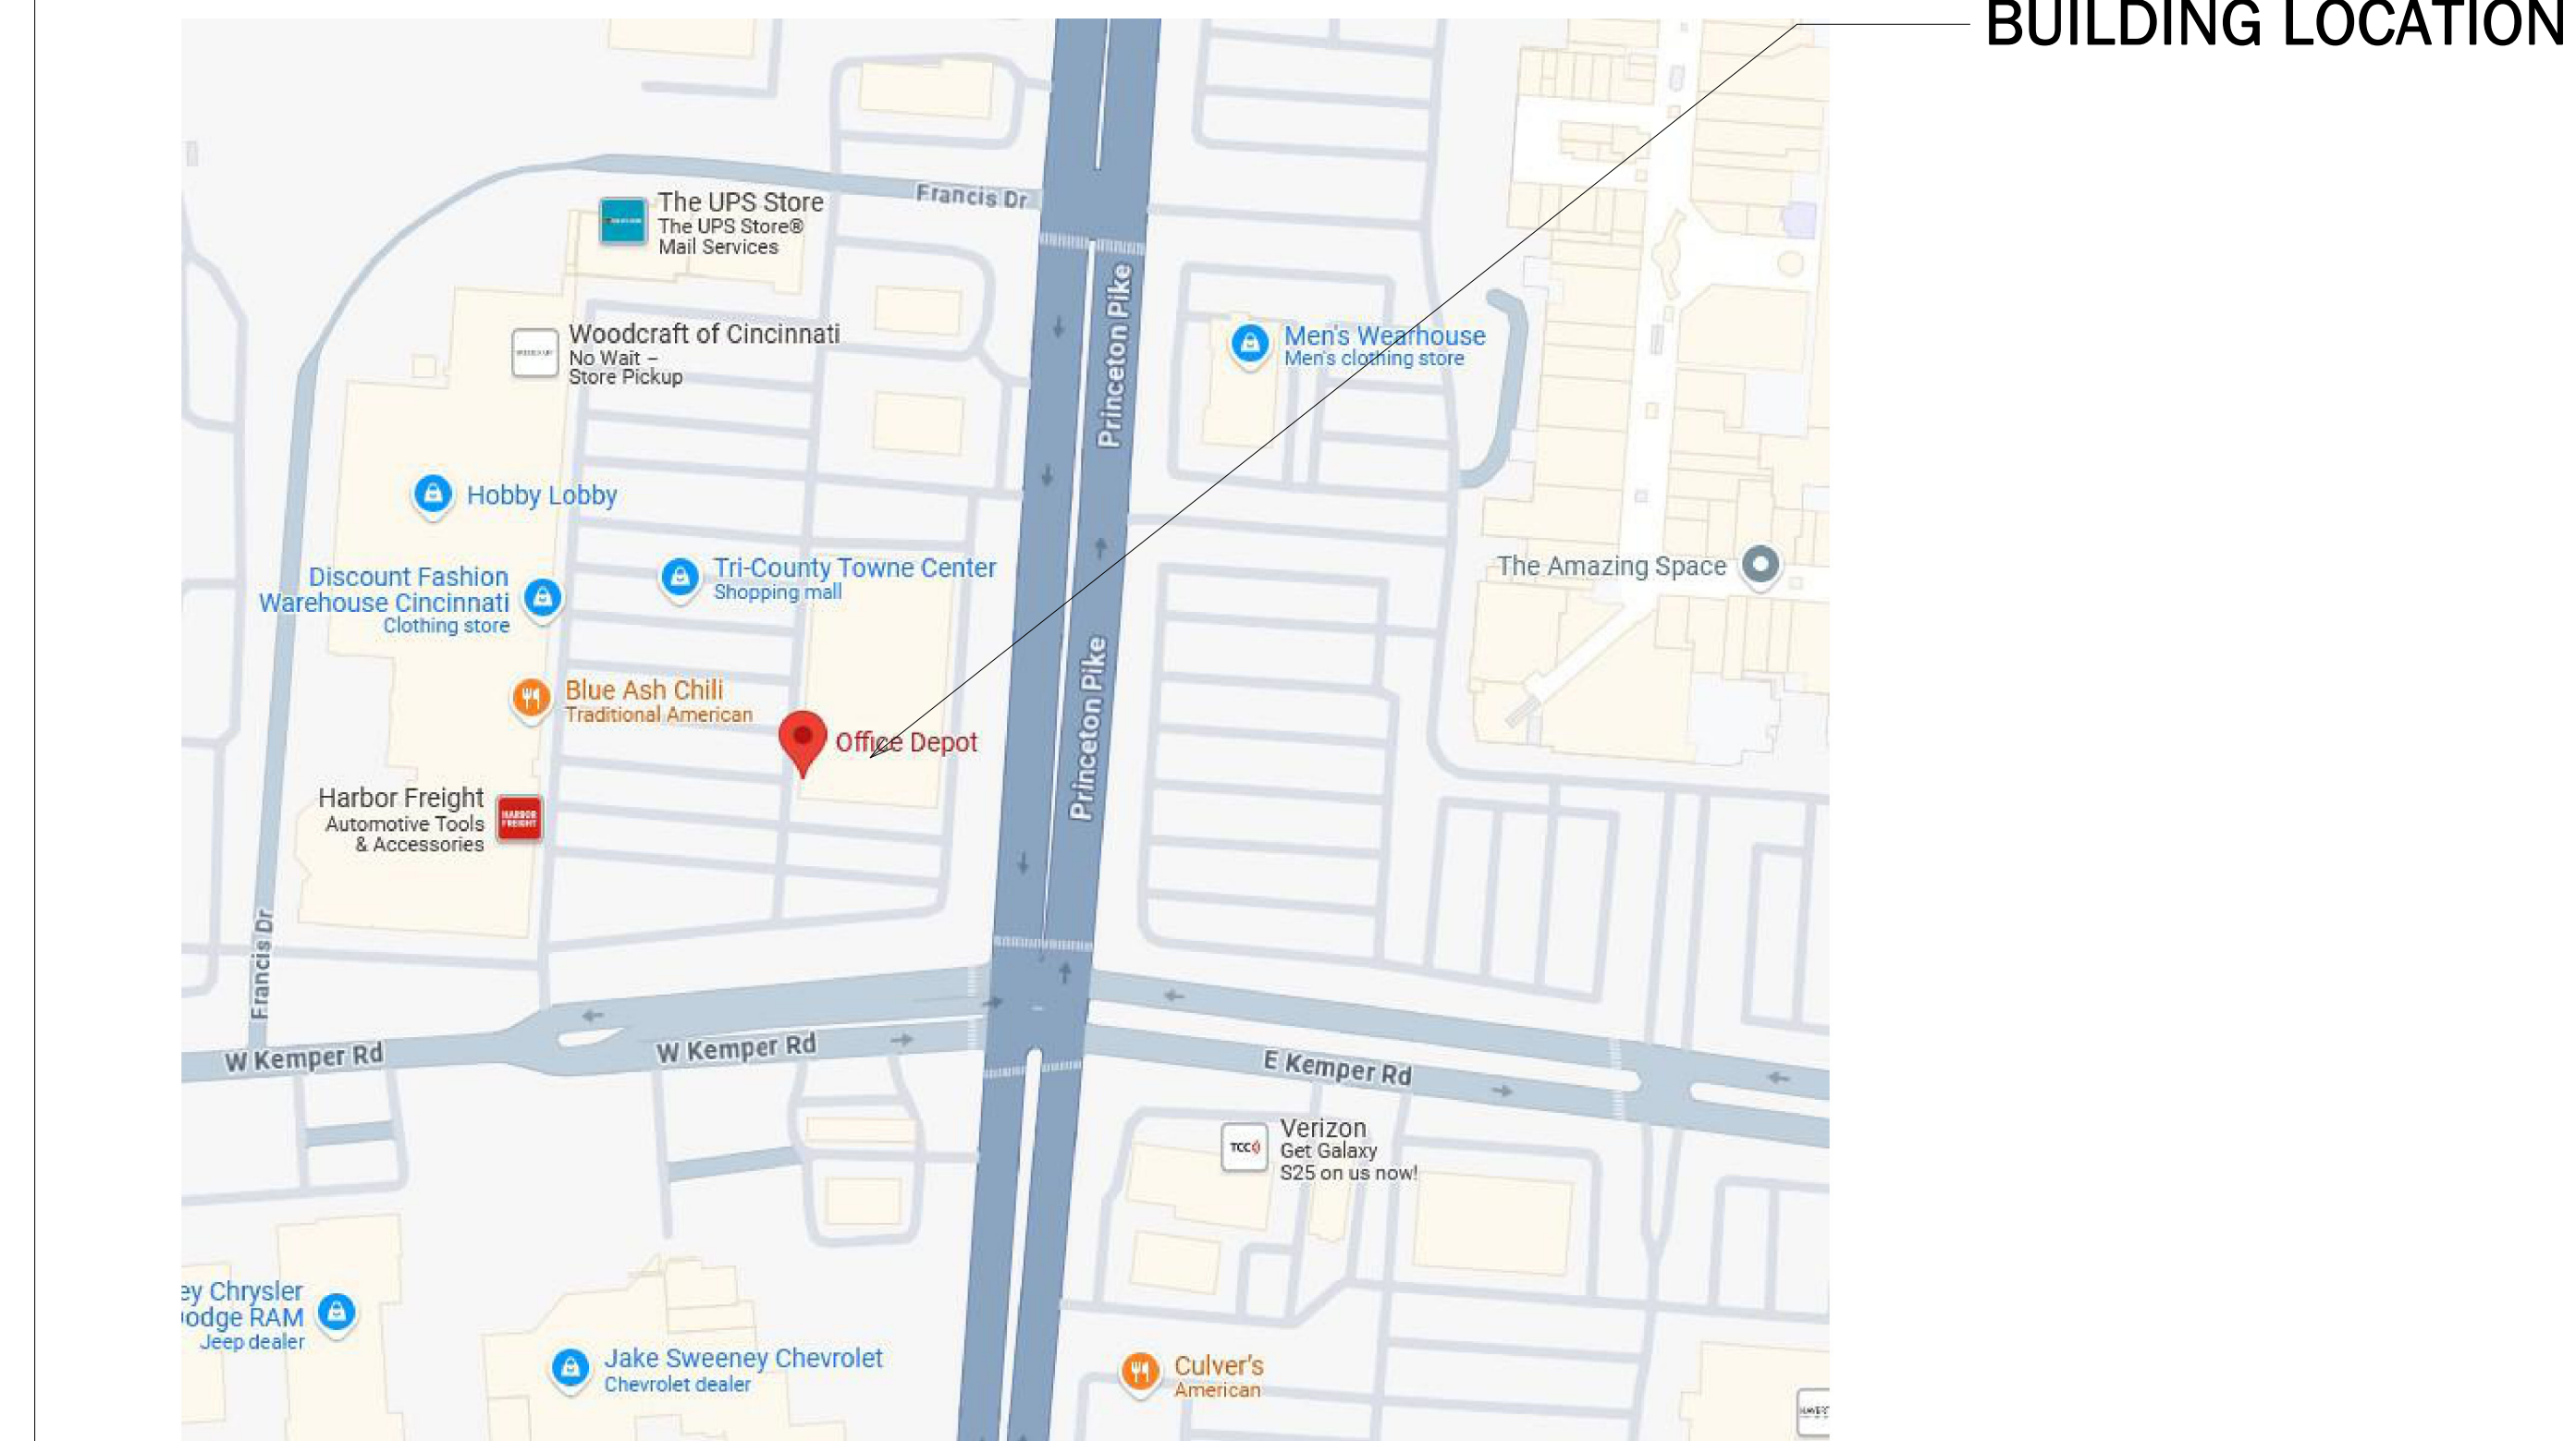 BUILDING LOCATION
Francis Dr
The UPS Store
The UPS Store®
Mail Services
Princeton Pike
Woodcraft of Cincinnati
No Wait –
Store Pickup
Men's Wearhouse
Men's clothing store
Hobby Lobby
Tri-County Towne Center
Shopping mall
Discount Fashion
Warehouse Cincinnati
Clothing store
The Amazing Space
Princeton Pike
Blue Ash Chili
Traditional American
Office Depot
Harbor Freight
Automotive Tools
& Accessories
HARBOR
FREIGHT
Francis Dr
W Kemper Rd
W Kemper Rd
E Kemper Rd
TCC
Verizon
Get Galaxy
S25 on us now!
ey Chrysler
odge RAM
Jeep dealer
Jake Sweeney Chevrolet
Chevrolet dealer
Culver's
American